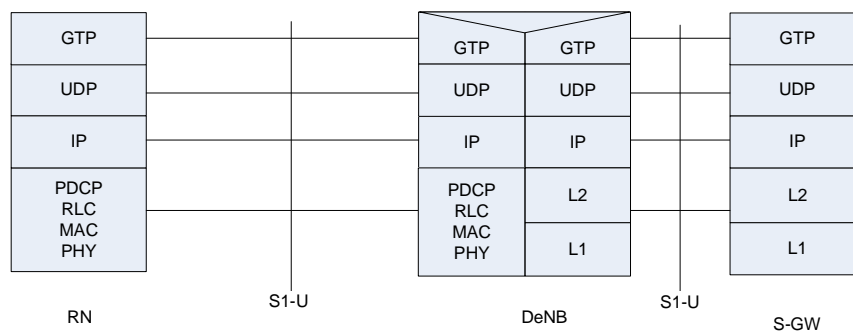 GTP
UDP
IP
PDCP
RLC
MAC
PHY
RN
S1-U
GTP GTP
UDP UDP
IP IP
PDCP
RLC
MAC
PHY
L2
L1
DeNB
S1-U
GTP
UDP
IP
L2
L1
S-GW